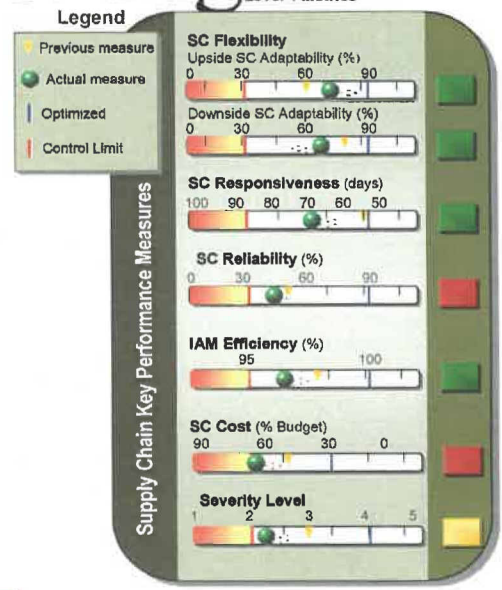 Legend
Previous measure
Actual measure
Optimized
Control Limit
Supply Chain Key Performance Measures
SC Flexibility
Upside SC Adaptability (%)
0 30 60 90
Downside SC Adaptability (%)
0 30 60 90
SC Responsiveness (days)
100 90 80 70 60 50
SC Reliability (%)
0 30 60 90
IAM Efficiency (%)
95 100
SC Cost (% Budget)
90 60 30 0
Severity Level
1 2 3 4 5